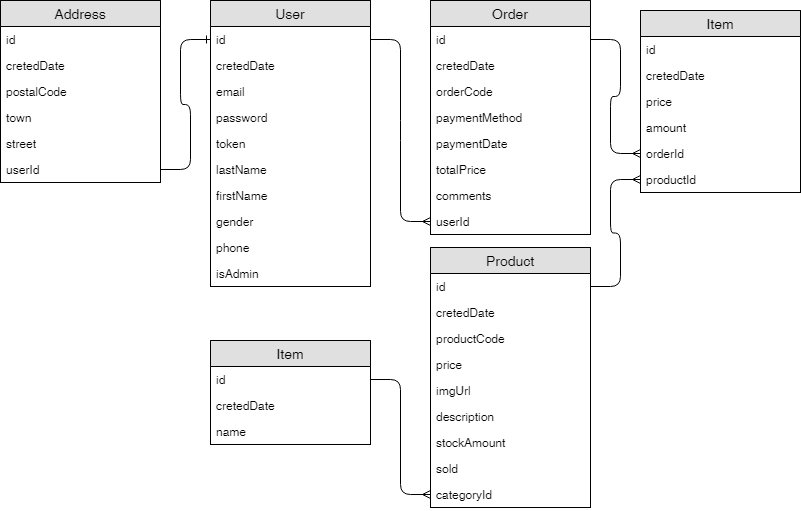 Address
id
cretedDate
postalCode
town
street
userId
User
id
cretedDate
email
password
token
lastName
firstName
gender
phone
isAdmin
Order
id
cretedDate
orderCode
paymentMethod
paymentDate
totalPrice
comments
userId
Item
id
cretedDate
price
amount
orderId
productId
Item
id
cretedDate
name
Product
id
cretedDate
productCode
price
imgUrl
description
stockAmount
sold
categoryId